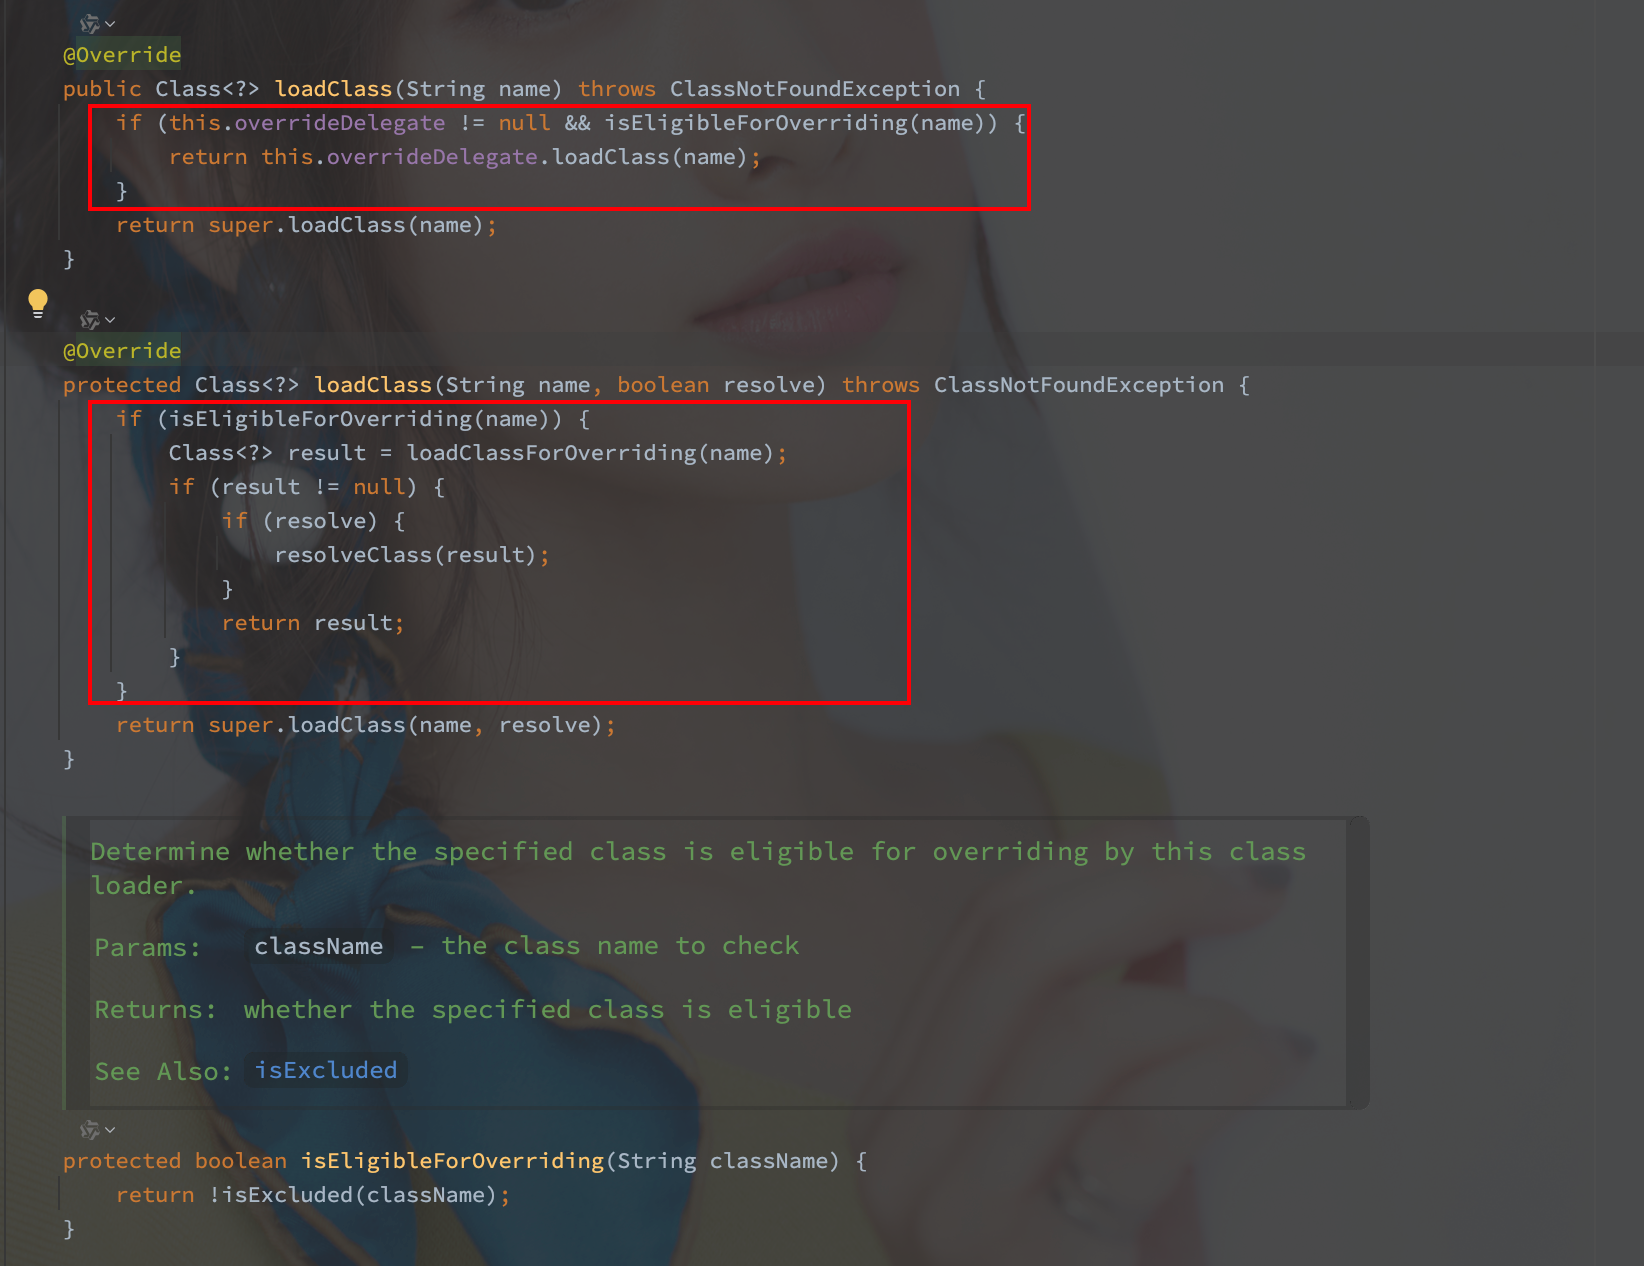 @Override
public Class<?> loadClass(String name) throws ClassNotFoundException {
if (this.overrideDelegate != null && isEligibleForOverriding(name)) {
return this.overrideDelegate.loadClass(name);
}
return super.loadClass(name);
}
@Override
protected Class<?> loadClass(String name, boolean resolve) throws ClassNotFoundException {
if (isEligibleForOverriding(name)) {
Class<?> result = loadClassForOverriding(name);
if (result != null) {
if (resolve) {
resolveClass(result);
}
return result;
}
}
return super.loadClass(name, resolve);
}
Determine whether the specified class is eligible for overriding by this class
loader.
Params: className – the class name to check
Returns: whether the specified class is eligible
See Also: isExcluded
protected boolean isEligibleForOverriding(String className) {
return !isExcluded(className);
}